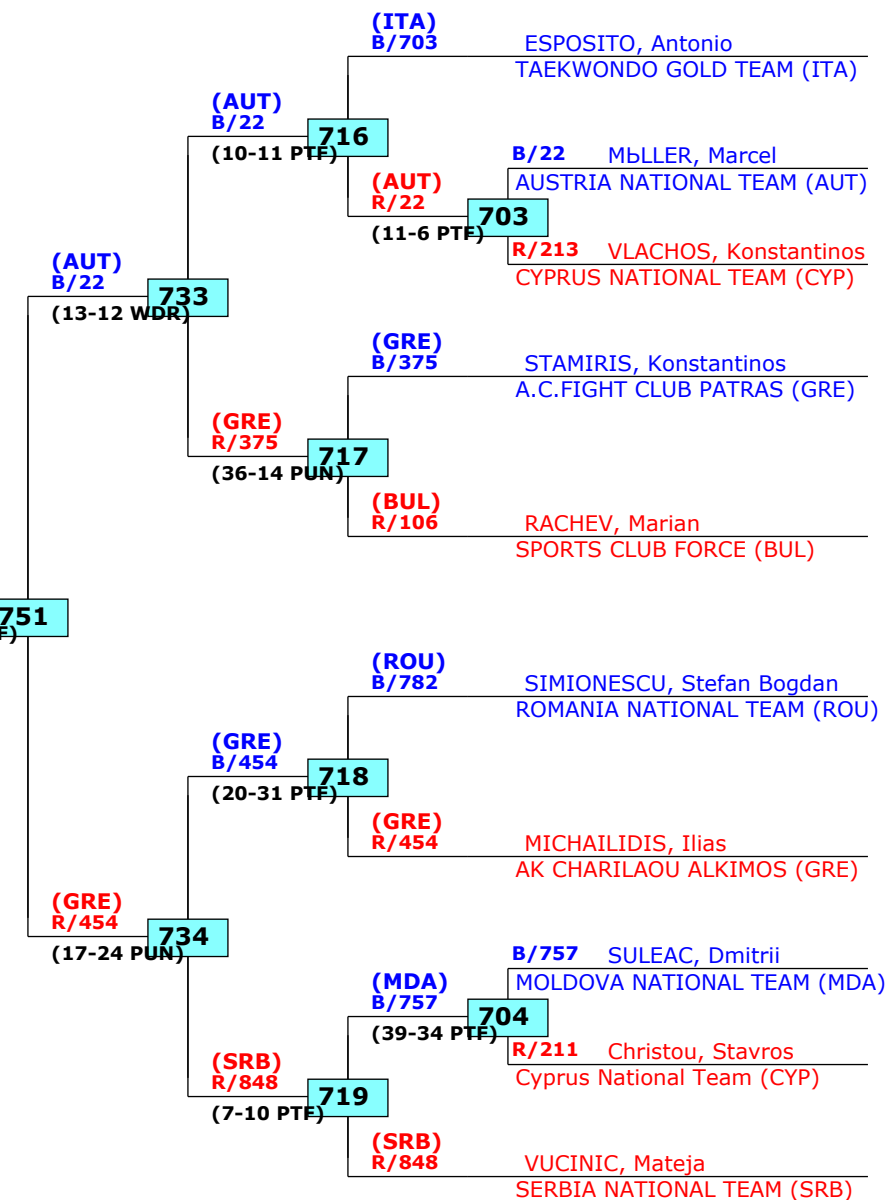 (ITA)
B/703
ESPOSITO, Antonio
TAEKWONDO GOLD TEAM (ITA)
(AUT)
B/22
716
(10-11 PTF)
B/22 MЬLLER, Marcel
AUSTRIA NATIONAL TEAM (AUT)
(AUT)
R/22
703
(11-6 PTF)
R/213 VLACHOS, Konstantinos
CYPRUS NATIONAL TEAM (CYP)
(AUT)
B/22
733
(13-12 WDR)
(GRE)
B/375
STAMIRIS, Konstantinos
A.C.FIGHT CLUB PATRAS (GRE)
(GRE)
R/375
717
(36-14 PUN)
(BUL)
R/106
RACHEV, Marian
SPORTS CLUB FORCE (BUL)
751
F)
(ROU)
B/782
SIMIONESCU, Stefan Bogdan
ROMANIA NATIONAL TEAM (ROU)
(GRE)
B/454
718
(20-31 PTF)
(GRE)
R/454
MICHAILIDIS, Ilias
AK CHARILAOU ALKIMOS (GRE)
(GRE)
R/454
734
(17-24 PUN)
B/757 SULEAC, Dmitrii
MOLDOVA NATIONAL TEAM (MDA)
(MDA)
B/757
704
(39-34 PTF)
R/211 Christou, Stavros
Cyprus National Team (CYP)
(SRB)
R/848
719
(7-10 PTF)
(SRB)
R/848
VUCINIC, Mateja
SERBIA NATIONAL TEAM (SRB)